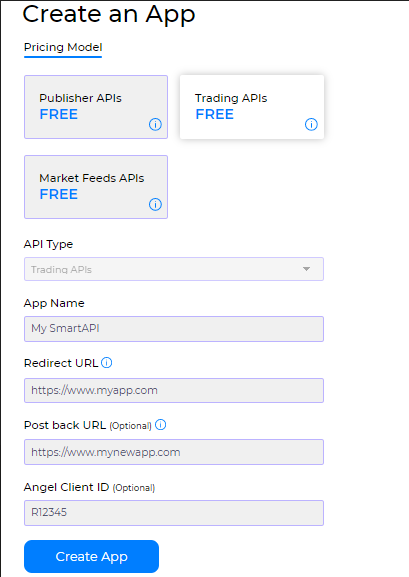 Create an App
Pricing Model
Publisher APIs
FREE
Trading APIs
FREE
Market Feeds APIs
FREE
API Type
Trading APIs
App Name
My SmartAPI
Redirect URL
https://www.myapp.com
Post back URL (Optional)
https://www.mynewapp.com
Angel Client ID (Optional)
R12345
Create App